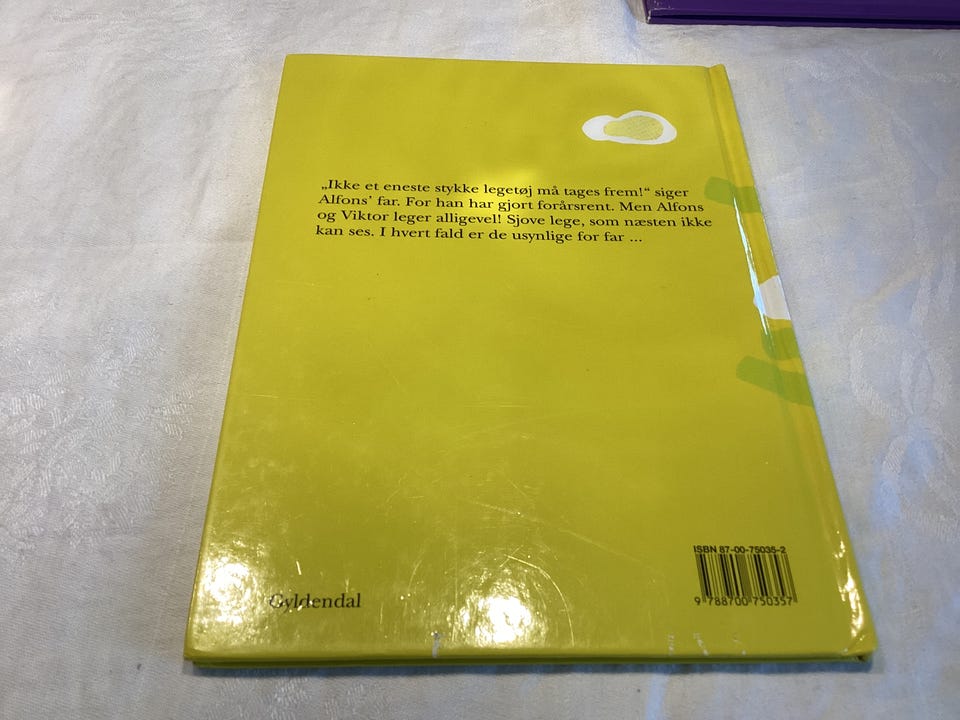 „Ikke et eneste stykke legetøj må tages frem!“ siger
Alfons’ far. For han har gjort forårsrent. Men Alfons
og Viktor leger alligevel! Sjove lege, som næsten ikke
kan ses. I hvert fald er de usynlige for far ...
ISBN 87-00-75035-2
9 788700 750357
Gyldendal